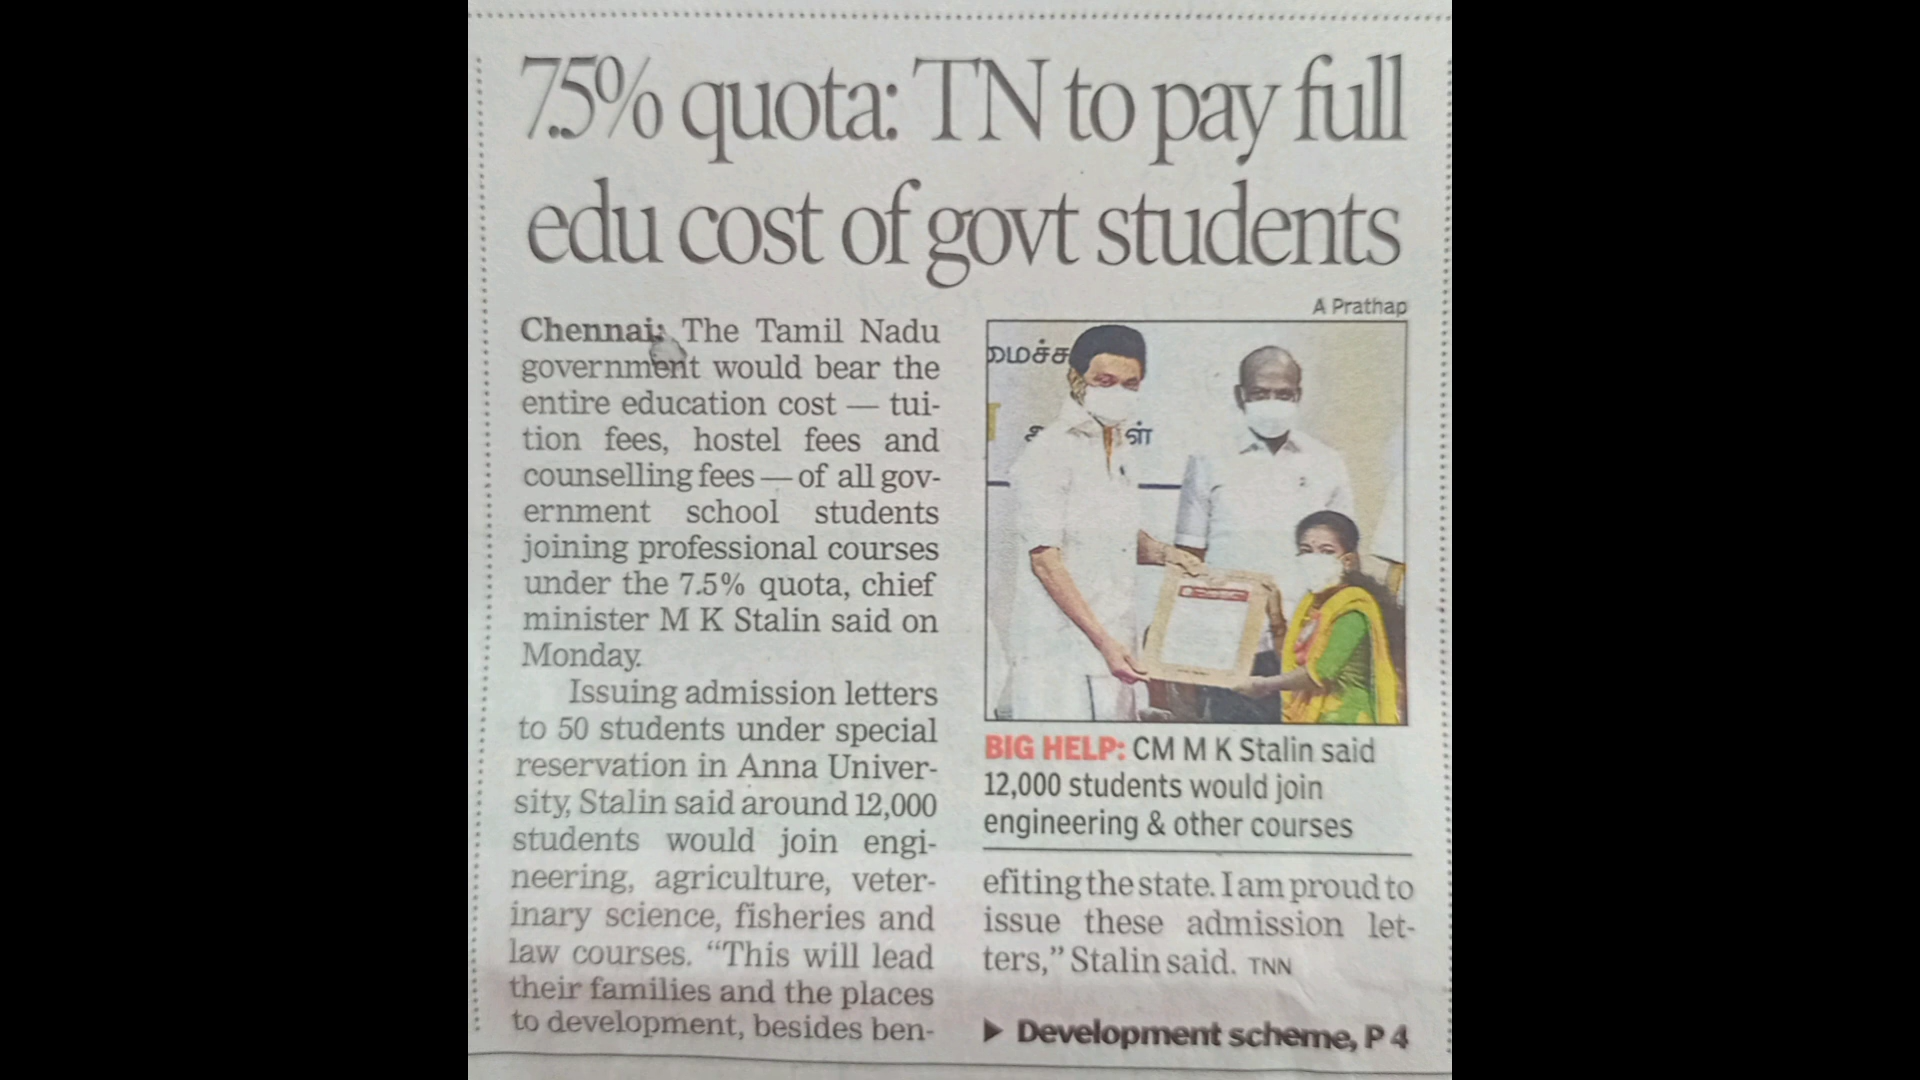 7.5% quota: TN to pay full
edu cost of govt students
Chennai: The Tamil Nadu
government would bear the
entire education cost — tui-
tion fees, hostel fees and
counselling fees — of all gov-
ernment school students
joining professional courses
under the 7.5% quota, chief
minister M K Stalin said on
Monday.
Issuing admission letters
to 50 students under special
reservation in Anna Univer-
sity, Stalin said around 12,000
students would join engi-
neering, agriculture, veter-
inary science, fisheries and
law courses. “This will lead
their families and the places
to development, besides ben-
A Prathap
மைச்ச
ள்
BIG HELP: CM M K Stalin said
12,000 students would join
engineering & other courses
efiting the state. I am proud to
issue these admission let-
ters,” Stalin said. TNN
▶ Development scheme, P 4